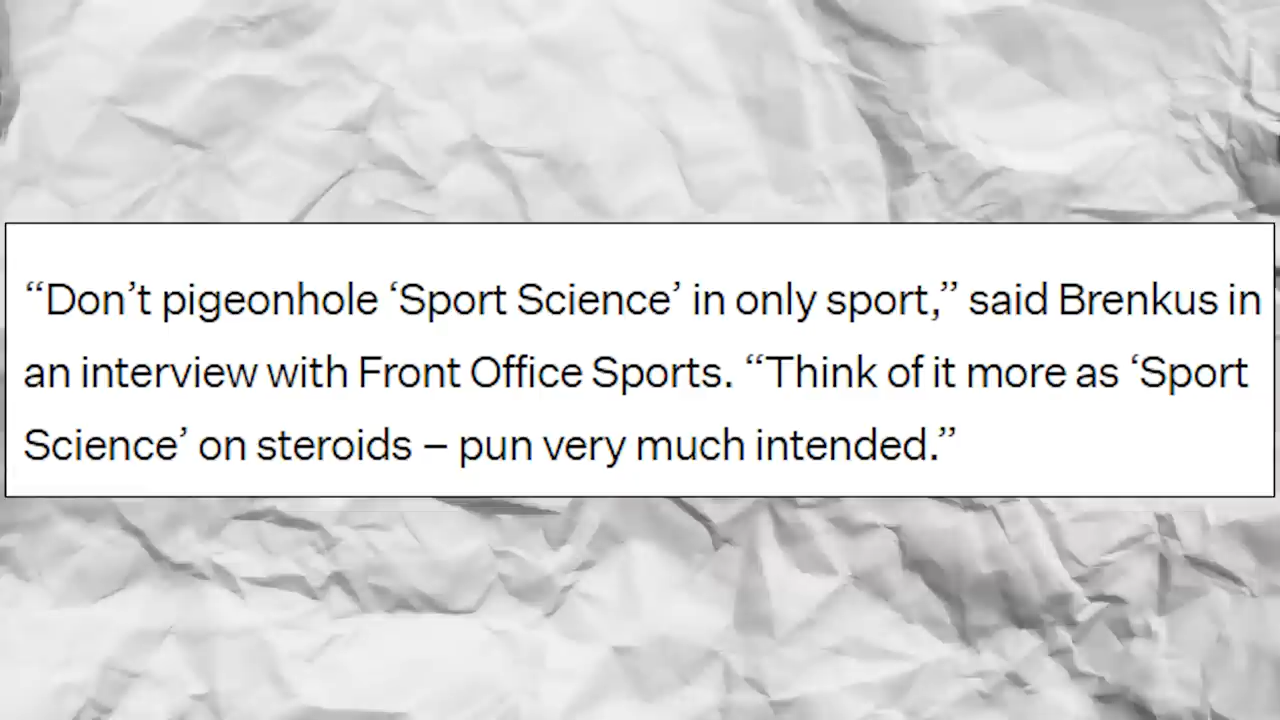 “Don’t pigeonhole ‘Sport Science’ in only sport,” said Brenkus in
an interview with Front Office Sports. “Think of it more as ‘Sport
Science’ on steroids – pun very much intended.”